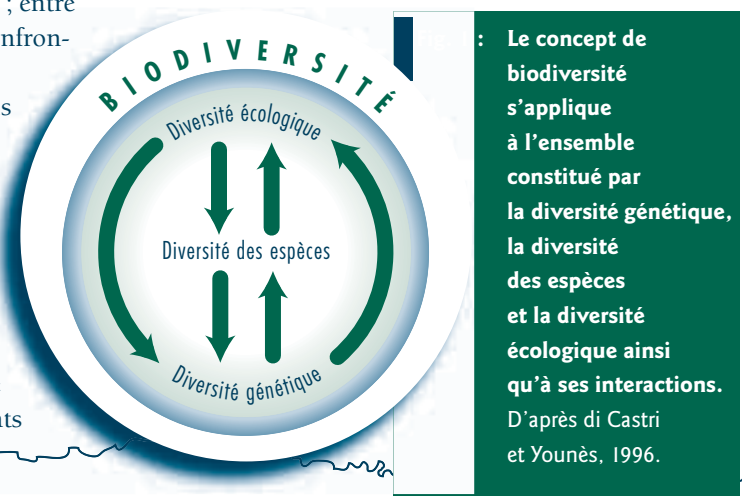 ; entre
nfron-
s
nts
BIODIVERSITÉ
Diversité écologique
Diversité des espèces
Diversité génétique
: Le concept de
biodiversité
s'applique
à l'ensemble
constitué par
la diversité génétique,
la diversité
des espèces
et la diversité
écologique ainsi
qu'à ses interactions.
D'après di Castri
et Younès, 1996.